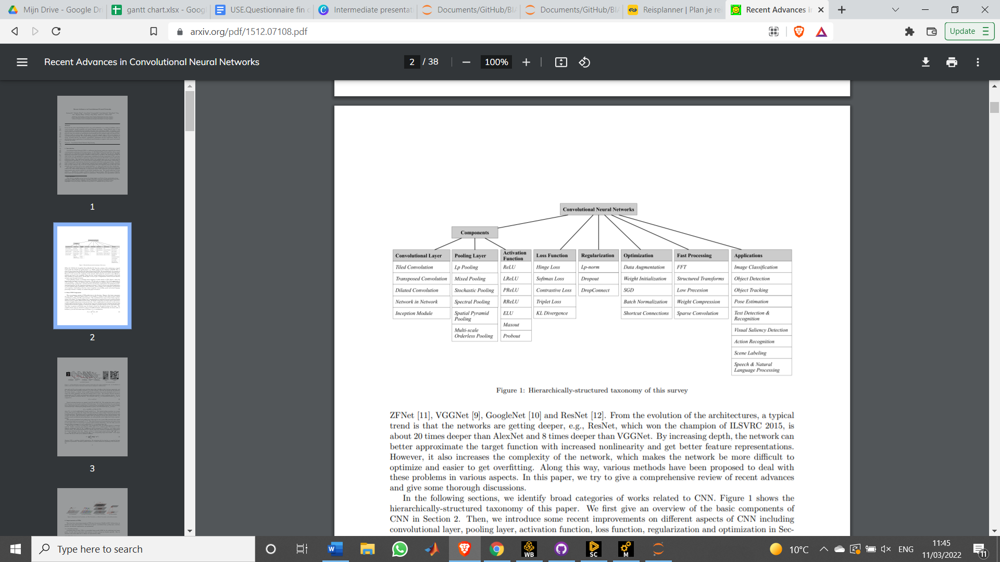 Mijn Drive - Google Dri
gantt chart.xlsx - Goog
USE.Questionnaire fin
Intermediate presentat
Documents/GitHub/BI
Documents/GitHub/BI
Reisplanner | Plan je re
Recent Advances i
arxiv.org/pdf/1512.07108.pdf
Update
Recent Advances in Convolutional Neural Networks
2 / 38
100%
1
2
3
Convolutional Neural Networks
Components
Convolutional Layer
Tiled Convolution
Transposed Convolution
Dilated Convolution
Network in Network
Inception Module
Pooling Layer
Lp Pooling
Mixed Pooling
Stochastic Pooling
Spectral Pooling
Spatial Pyramid
Pooling
Multi-scale
Orderless Pooling
Activation
Function
ReLU
LReLU
PReLU
RReLU
ELU
Maxout
Probout
Loss Function
Hinge Loss
Softmax Loss
Contrastive Loss
Triplet Loss
KL Divergence
Regularization
Lp-norm
Dropout
DropConnect
Optimization
Data Augmentation
Weight Initialization
SGD
Batch Normalization
Shortcut Connections
Fast Processing
FFT
Structured Transforms
Low Precesion
Weight Compression
Sparse Convolution
Applications
Image Classification
Object Detection
Object Tracking
Pose Estimation
Text Detection &
Recognition
Visual Saliency Detection
Action Recognition
Scene Labeling
Speech & Natural
Language Processing
Figure 1: Hierarchically-structured taxonomy of this survey
ZFNet [11], VGGNet [9], GoogleNet [10] and ResNet [12]. From the evolution of the architectures, a typical
trend is that the networks are getting deeper, e.g., ResNet, which won the champion of ILSVRC 2015, is
about 20 times deeper than AlexNet and 8 times deeper than VGGNet. By increasing depth, the network can
better approximate the target function with increased nonlinearity and get better feature representations.
However, it also increases the complexity of the network, which makes the network be more difficult to
optimize and easier to get overfitting. Along this way, various methods have been proposed to deal with
these problems in various aspects. In this paper, we try to give a comprehensive review of recent advances
and give some thorough discussions.
In the following sections, we identify broad categories of works related to CNN. Figure 1 shows the
hierarchically-structured taxonomy of this paper. We first give an overview of the basic components of
CNN in Section 2. Then, we introduce some recent improvements on different aspects of CNN including
convolutional layer, pooling layer, activation function, loss function, regularization and optimization in Sec-
Type here to search
WB
SC
M
10°C
ENG
11:45
11/03/2022
11